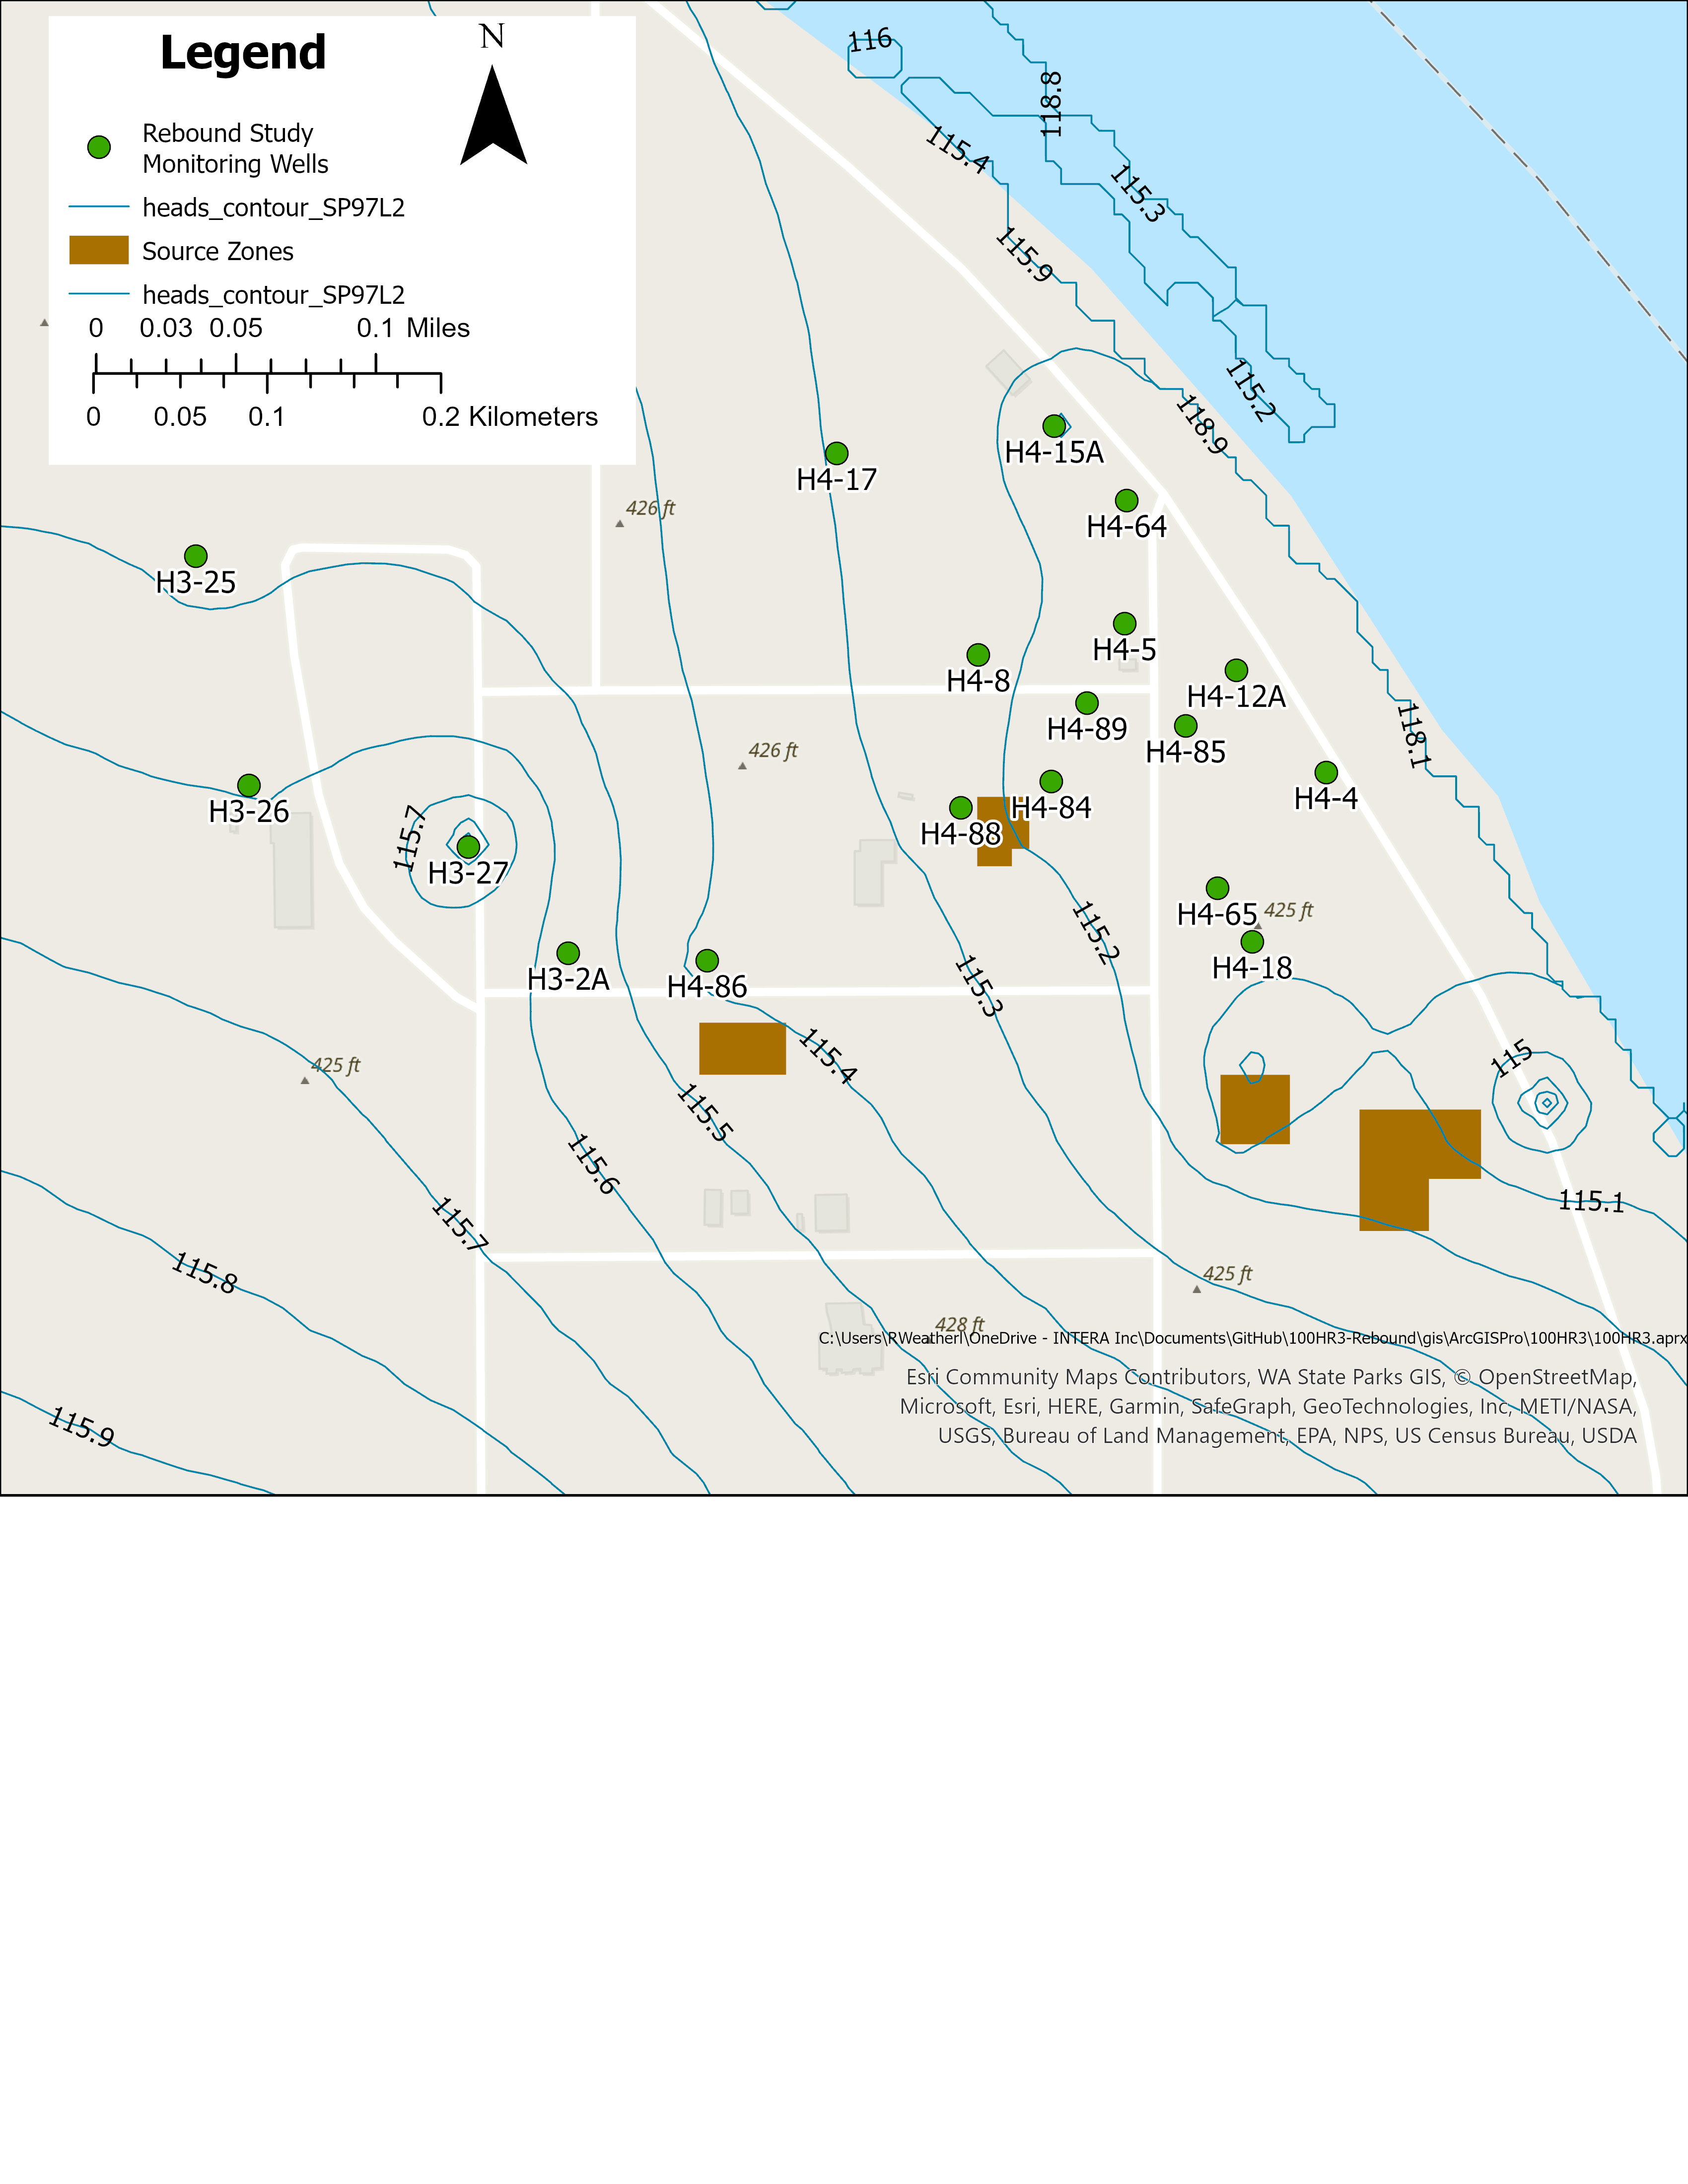 Legend
N
Rebound Study
Monitoring Wells
heads_contour_SP97L2
Source Zones
heads_contour_SP97L2
0 0.03 0.05 0.1 Miles
0 0.05 0.1 0.2 Kilometers
116
118.8
115.4
115.3
115.9
115.2
118.9
H4-15A
H4-17
426 ft
H4-64
H3-25
H4-5
H4-8
H4-12A
H4-89
118.1
H4-85
426 ft
H4-4
H3-26
H4-84
115.7
H4-88
H3-27
H4-65
425 ft
115.2
H4-18
H3-2A
H4-86
115.3
115.4
425 ft
115
115.5
115.6
115.1
115.7
115.8
425 ft
428 ft
C:\Users\RWeatherl\OneDrive - INTERA Inc\Documents\GitHub\100HR3-Rebound\gis\ArcGISPro\100HR3\100HR3.aprx
Esri Community Maps Contributors, WA State Parks GIS, © OpenStreetMap,
Microsoft, Esri, HERE, Garmin, SafeGraph, GeoTechnologies, Inc, METI/NASA,
USGS, Bureau of Land Management, EPA, NPS, US Census Bureau, USDA
115.9